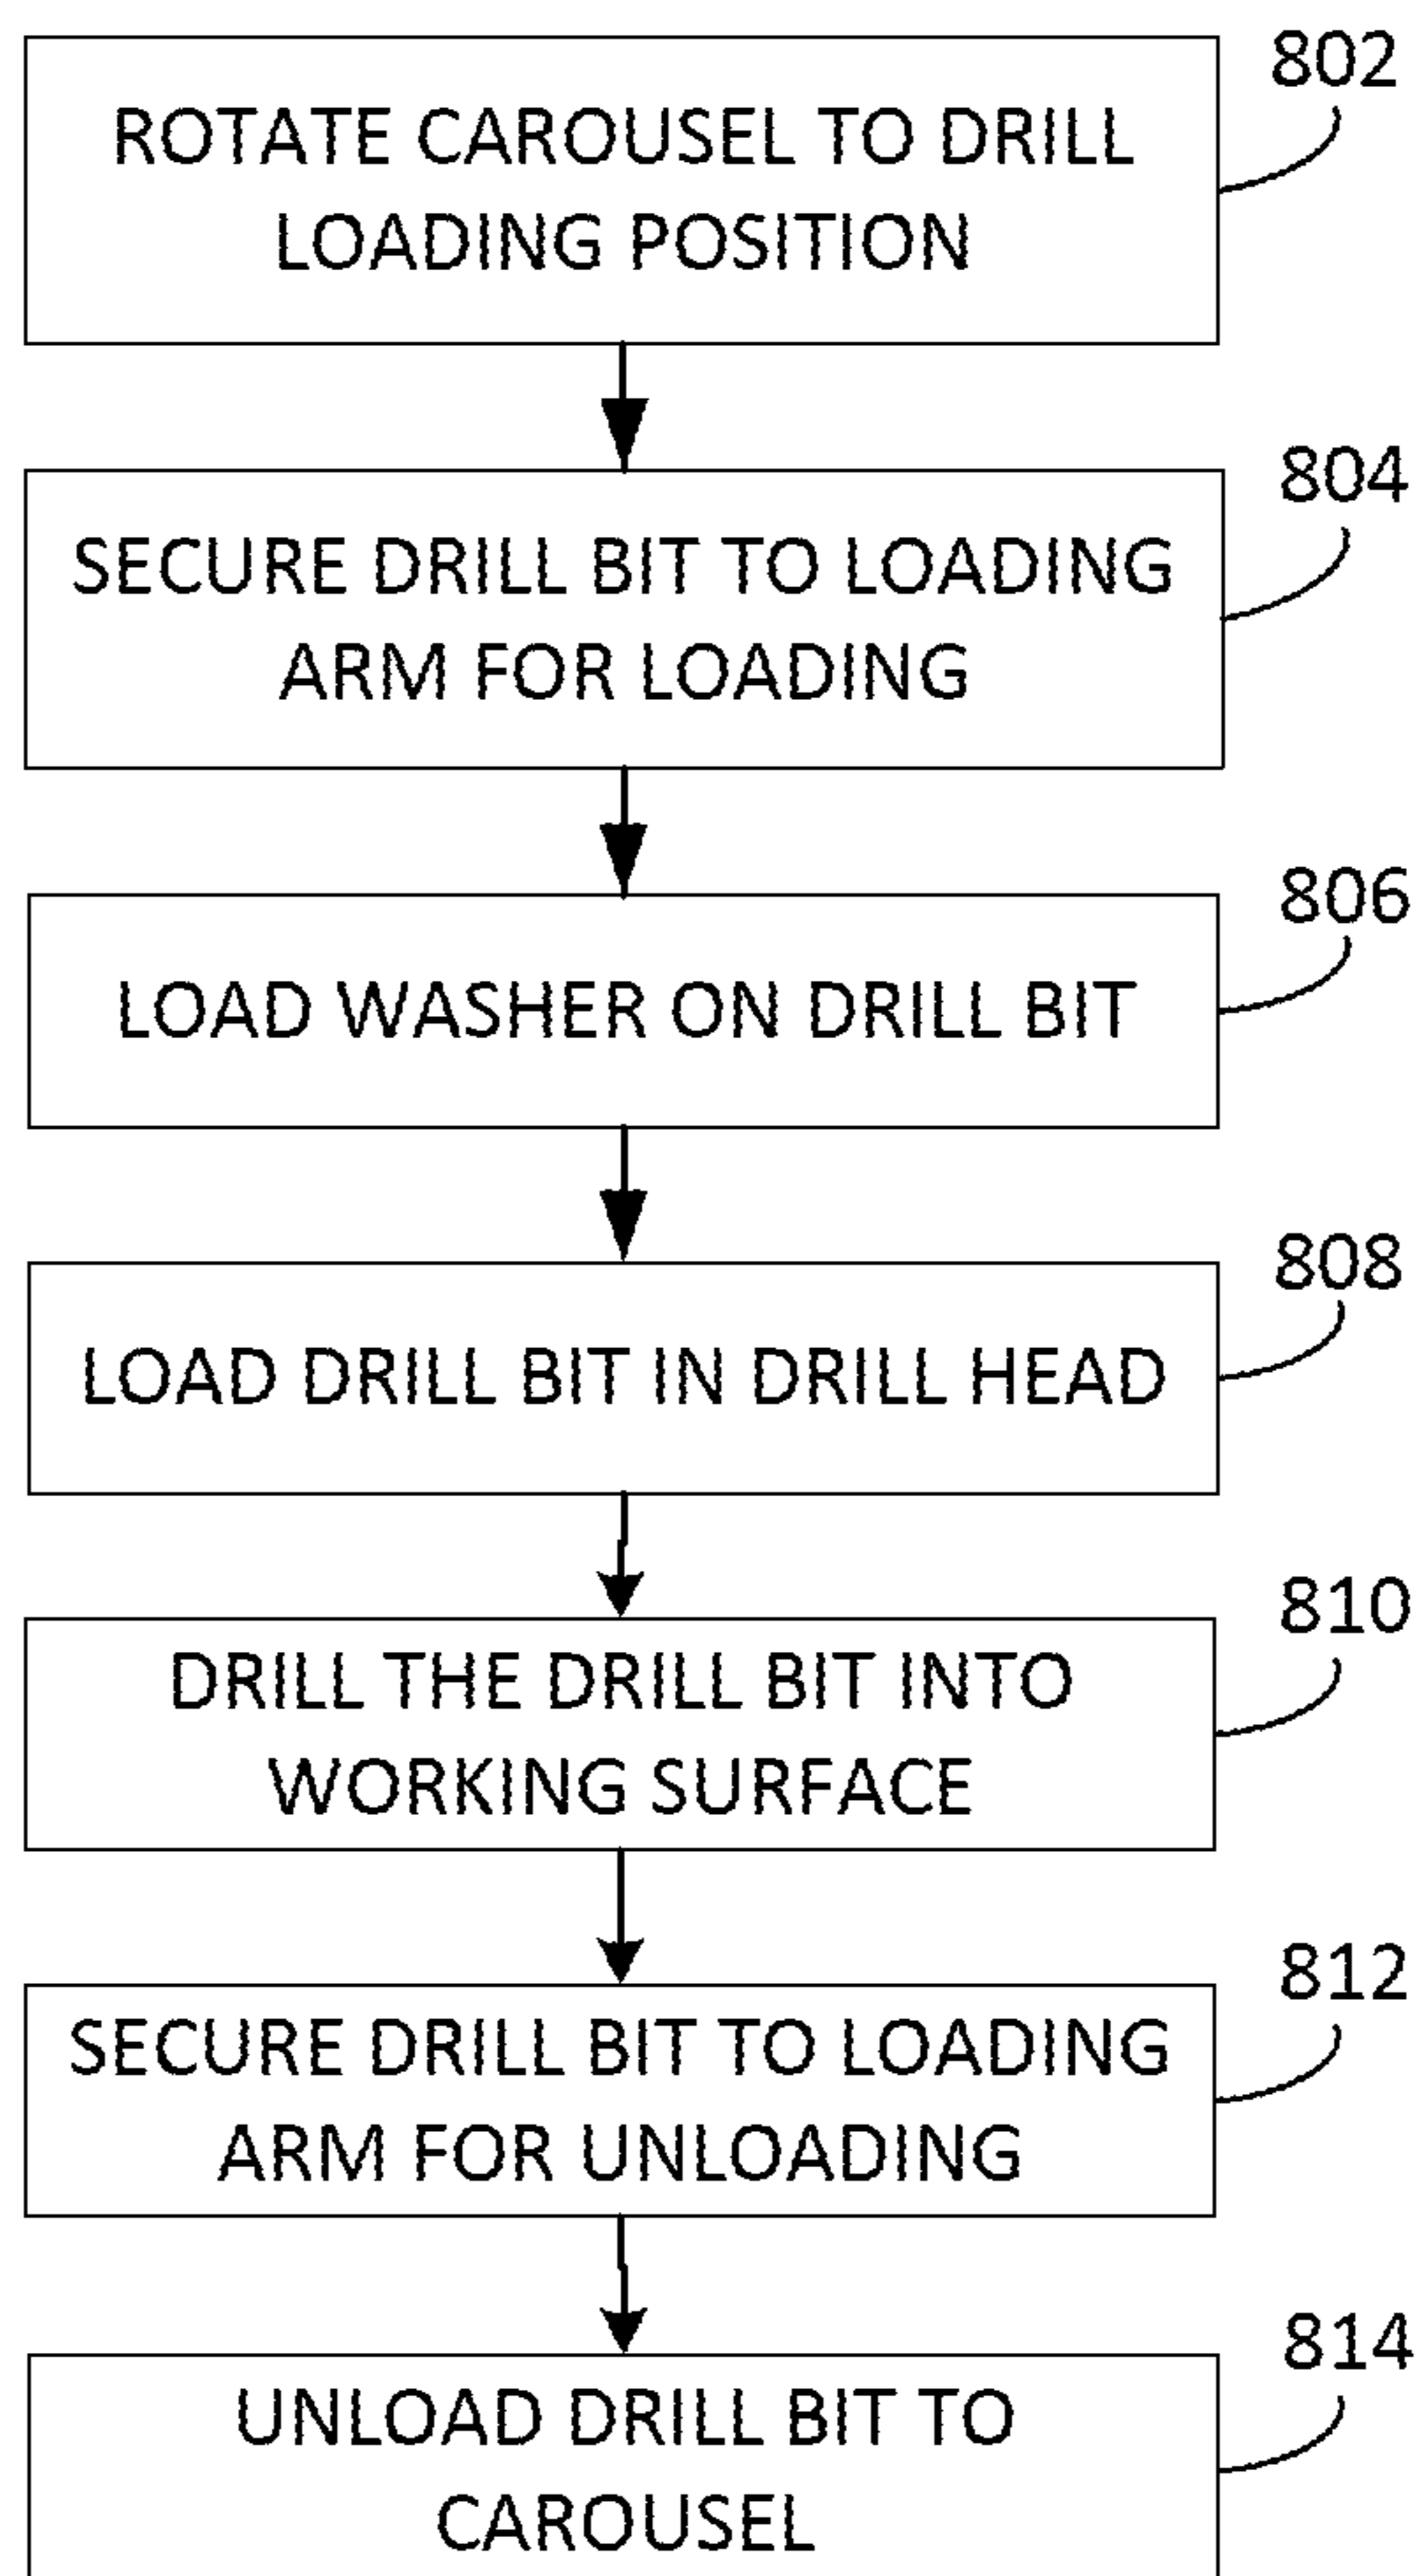 802
ROTATE CAROUSEL TO DRILL
LOADING POSITION
804
SECURE DRILL BIT TO LOADING
ARM FOR LOADING
806
LOAD WASHER ON DRILL BIT
808
LOAD DRILL BIT IN DRILL HEAD
810
DRILL THE DRILL BIT INTO
WORKING SURFACE
812
SECURE DRILL BIT TO LOADING
ARM FOR UNLOADING
814
UNLOAD DRILL BIT TO
CAROUSEL